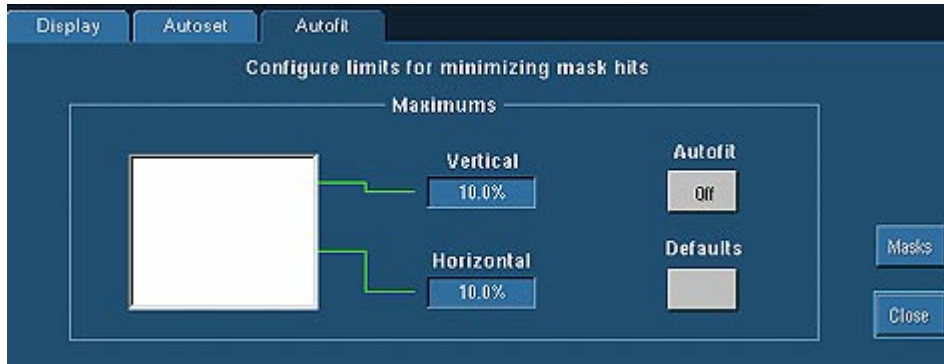 Display Autoset Autofit
Configure limits for minimizing mask hits
Maximums
Vertical
10.0%
Autofit
Off
Horizontal
10.0%
Defaults
Masks
Close